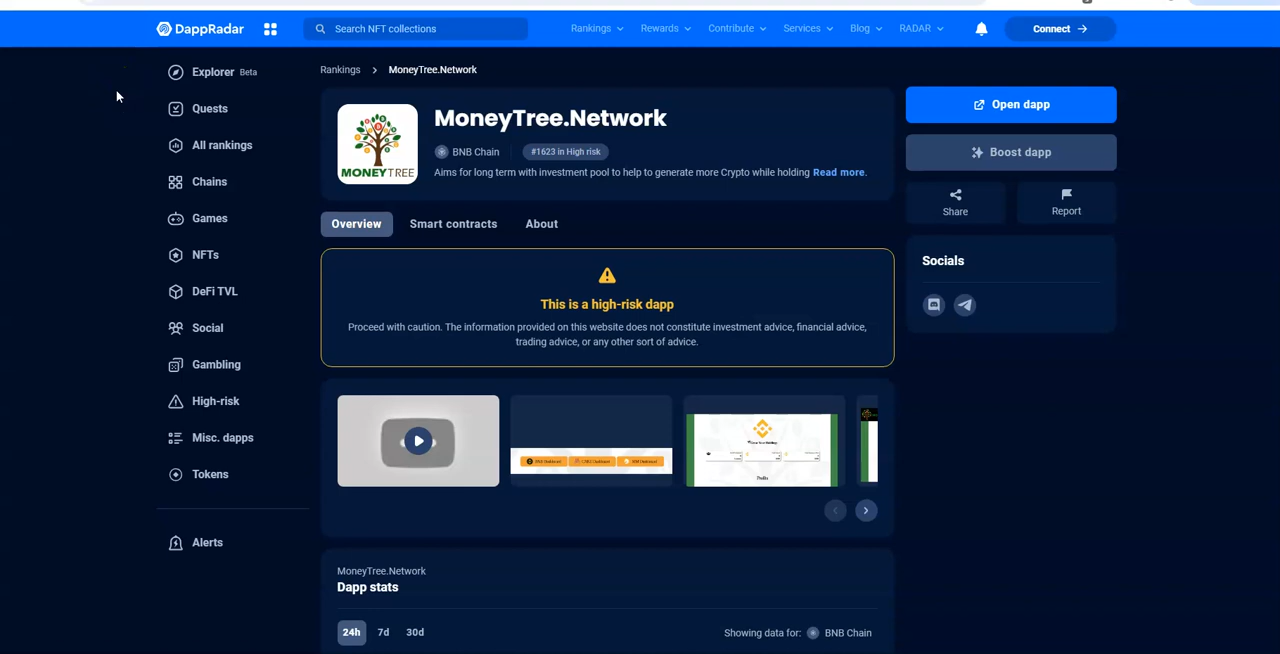 DappRadar
Search NFT collections
Rankings
Rewards
Contribute
Services
Blog
RADAR
Connect
Explorer Beta
Quests
All rankings
Chains
Games
NFTs
DeFi TVL
Social
Gambling
High-risk
Misc. dapps
Tokens
Alerts
Rankings > MoneyTree.Network
MONEYTREE
MoneyTree.Network
BNB Chain
#1623 in High risk
Aims for long term with investment pool to help to generate more Crypto while holding Read more.
Open dapp
Boost dapp
Share
Report
Socials
Overview
Smart contracts
About
This is a high-risk dapp
Proceed with caution. The information provided on this website does not constitute investment advice, financial advice,
trading advice, or any other sort of advice.
MoneyTree.Network
Dapp stats
24h
7d
30d
Showing data for:
BNB Chain